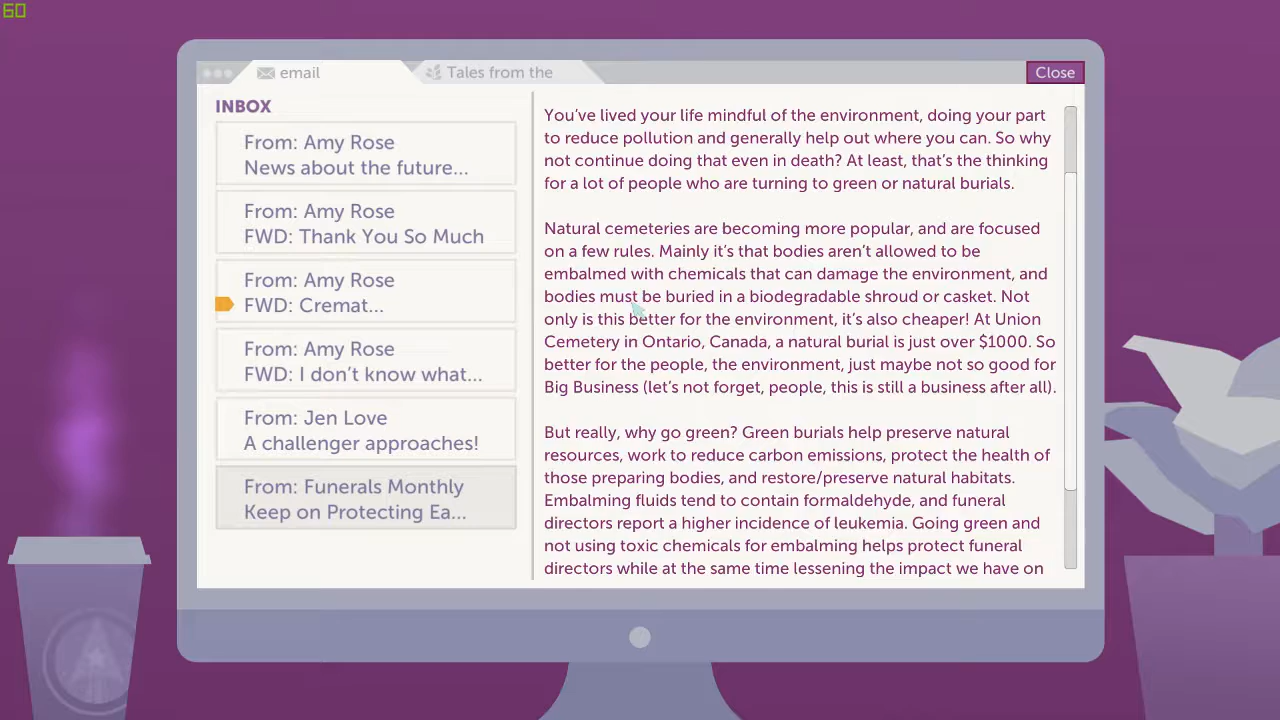 60
email
Tales from the
Close
INBOX
From: Amy Rose
News about the future...
From: Amy Rose
FWD: Thank You So Much
From: Amy Rose
FWD: Cremat...
From: Amy Rose
FWD: I don't know what...
From: Jen Love
A challenger approaches!
From: Funerals Monthly
Keep on Protecting Ea...
You've lived your life mindful of the environment, doing your part
to reduce pollution and generally help out where you can. So why
not continue doing that even in death? At least, that's the thinking
for a lot of people who are turning to green or natural burials.
Natural cemeteries are becoming more popular, and are focused
on a few rules. Mainly it's that bodies aren't allowed to be
embalmed with chemicals that can damage the environment, and
bodies must be buried in a biodegradable shroud or casket. Not
only is this better for the environment, it's also cheaper! At Union
Cemetery in Ontario, Canada, a natural burial is just over $1000. So
better for the people, the environment, just maybe not so good for
Big Business (let's not forget, people, this is still a business after all).
But really, why go green? Green burials help preserve natural
resources, work to reduce carbon emissions, protect the health of
those preparing bodies, and restore/preserve natural habitats.
Embalming fluids tend to contain formaldehyde, and funeral
directors report a higher incidence of leukemia. Going green and
not using toxic chemicals for embalming helps protect funeral
directors while at the same time lessening the impact we have on